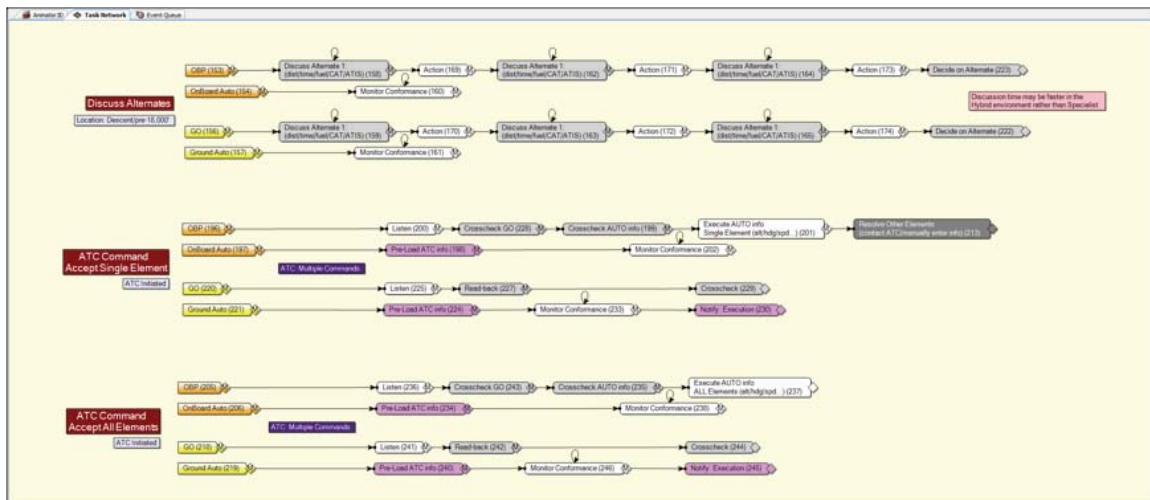 Animator 3D
Task Network
Event Queue
OBP (153)
Discuss Alternate 1:
(dist/time/fuel/CAT/ATIS) (158)
Action (169)
Discuss Alternate 1:
(dist/time/fuel/CAT/ATIS) (162)
Action (171)
Discuss Alternate 1:
(dist/time/fuel/CAT/ATIS) (164)
Action (173)
Decide on Alternate (223)
OnBoard Auto (154)
Monitor Conformance (160)
Discuss Alternates
Location: Descent/pre-18,000'
Discussion time may be faster in the
Hybrid environment rather than Specialist
GO (156)
Discuss Alternate 1:
(dist/time/fuel/CAT/ATIS) (159)
Action (170)
Discuss Alternate 1:
(dist/time/fuel/CAT/ATIS) (163)
Action (172)
Discuss Alternate 1:
(dist/time/fuel/CAT/ATIS) (165)
Action (174)
Decide on Alternate (222)
Ground Auto (157)
Monitor Conformance (161)
OBP (196)
Listen (200)
Crosscheck GO (228)
Crosscheck AUTO info (199)
Execute AUTO info
Single Element (alt/hdg/spd...) (201)
Resolve Other Elements
(contact ATC/manually enter info) (213)
OnBoard Auto (197)
Pre-Load ATC info (198)
Monitor Conformance (202)
ATC Command
Accept Single Element
ATC Initiated
ATC: Multiple Commands
GO (220)
Listen (225)
Read-back (227)
Crosscheck (229)
Ground Auto (221)
Pre-Load ATC info (224)
Monitor Conformance (233)
Notify: Execution (230)
OBP (205)
Listen (236)
Crosscheck GO (243)
Crosscheck AUTO info (235)
Execute AUTO info
ALL Elements (alt/hdg/spd...) (237)
OnBoard Auto (206)
Pre-Load ATC info (234)
Monitor Conformance (238)
ATC Command
Accept All Elements
ATC Initiated
ATC: Multiple Commands
GO (218)
Listen (241)
Read-back (242)
Crosscheck (244)
Ground Auto (219)
Pre-Load ATC info (240)
Monitor Conformance (246)
Notify: Execution (245)